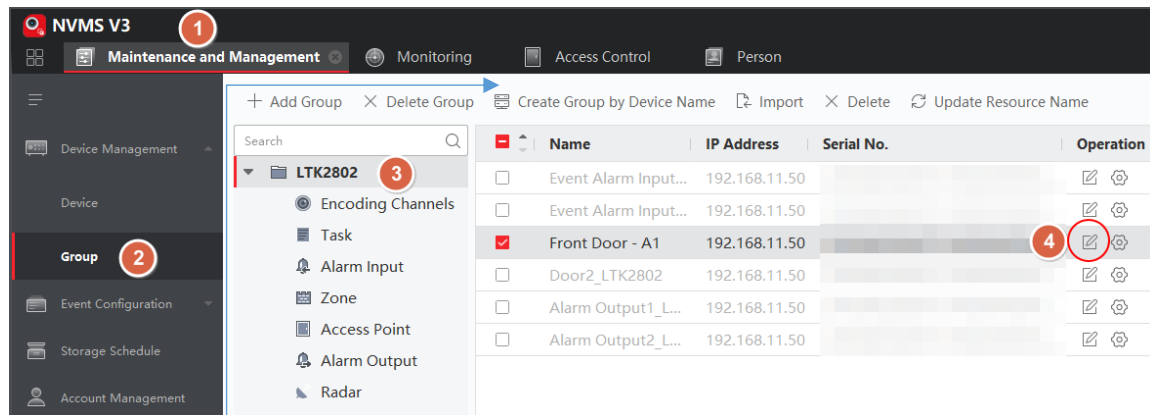 NVMS V3
1
Maintenance and Management
Monitoring
Access Control
Person
Add Group
Delete Group
Create Group by Device Name
Import
Delete
Update Resource Name
Device Management
Device
Group
2
Event Configuration
Storage Schedule
Account Management
Search
LTK2802
3
Encoding Channels
Task
Alarm Input
Zone
Access Point
Alarm Output
Radar
Name IP Address Serial No. Operation
Event Alarm Input... 192.168.11.50
Event Alarm Input... 192.168.11.50
Front Door - A1 192.168.11.50 4
Door2_LTK2802 192.168.11.50
Alarm Output1_L... 192.168.11.50
Alarm Output2_L... 192.168.11.50